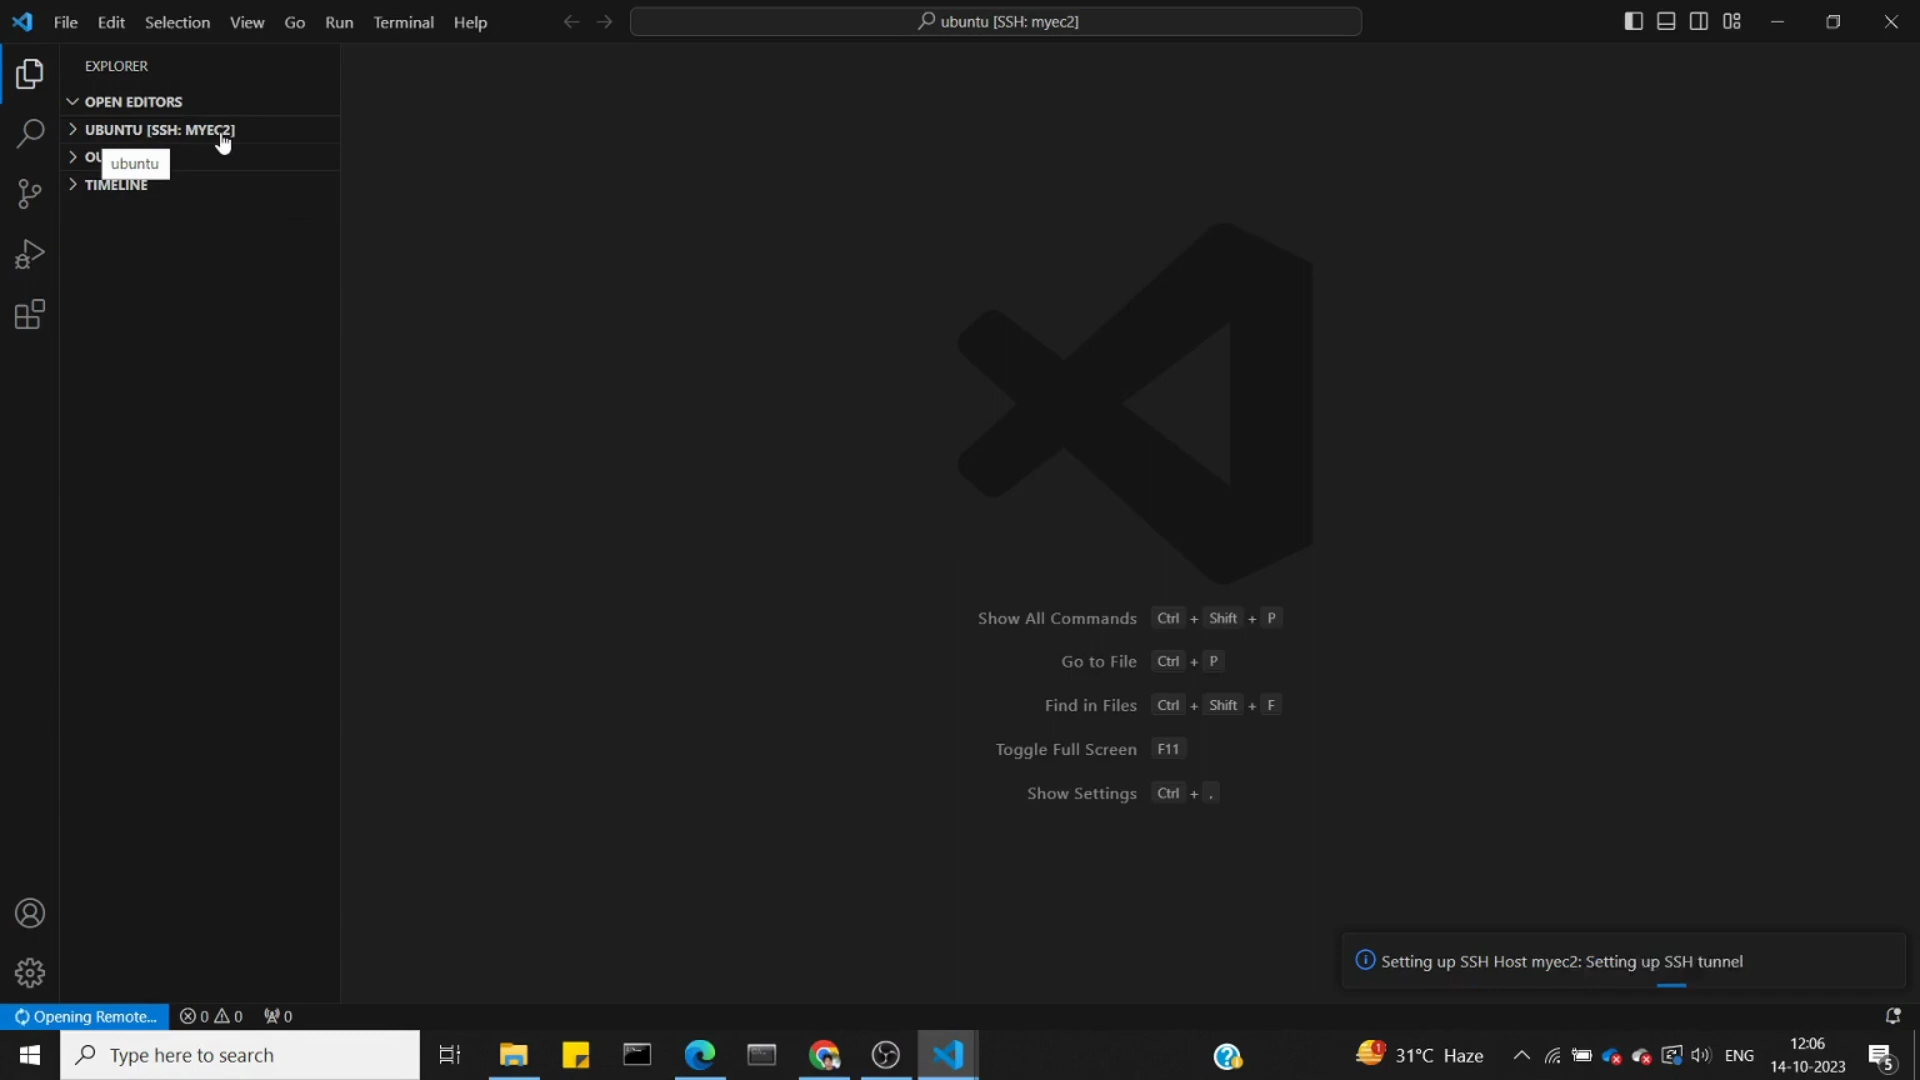 File Edit Selection View Go Run Terminal Help
ubuntu [SSH: myec2]
EXPLORER
OPEN EDITORS
UBUNTU [SSH: MYEC2]
OU
ubuntu
TIMELINE
Show All Commands Ctrl + Shift + P
Go to File Ctrl + P
Find in Files Ctrl + Shift + F
Toggle Full Screen F11
Show Settings Ctrl + .
Setting up SSH Host myec2: Setting up SSH tunnel
Opening Remote... 0 0 0
Type here to search
1 31°C Haze ENG
12:06
14-10-2023
5